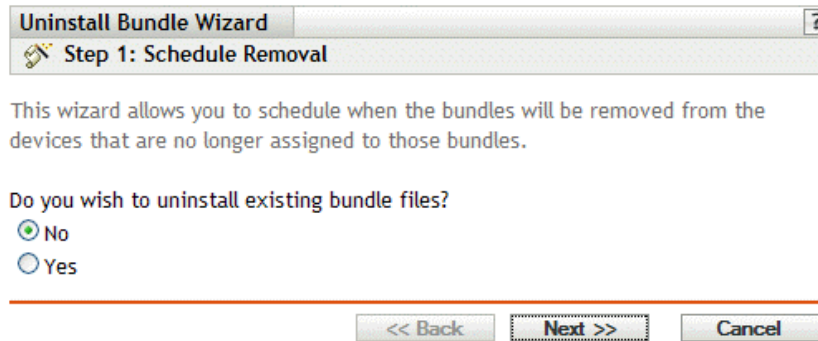 Uninstall Bundle Wizard
?
Step 1: Schedule Removal
This wizard allows you to schedule when the bundles will be removed from the
devices that are no longer assigned to those bundles.
Do you wish to uninstall existing bundle files?
No
Yes
<< Back Next >> Cancel